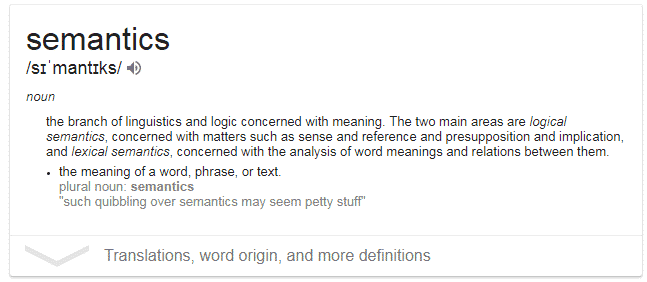 semantics
/sɪˈmantɪks/
noun
the branch of linguistics and logic concerned with meaning. The two main areas are logical
semantics, concerned with matters such as sense and reference and presupposition and implication,
and lexical semantics, concerned with the analysis of word meanings and relations between them.
• the meaning of a word, phrase, or text.
plural noun: semantics
"such quibbling over semantics may seem petty stuff"
Translations, word origin, and more definitions